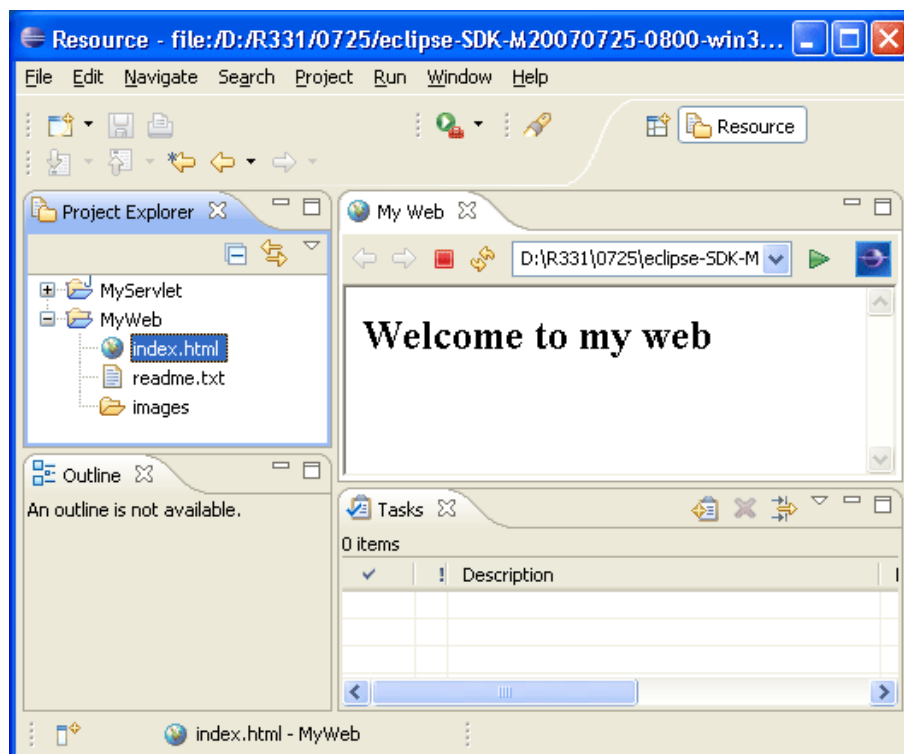 Resource - file:/D:/R331/0725/eclipse-SDK-M20070725-0800-win3...
File Edit Navigate Search Project Run Window Help
Resource
Project Explorer
MyServlet
MyWeb
index.html
readme.txt
images
My Web
D:\R331\0725\eclipse-SDK-M
Welcome to my web
Outline
An outline is not available.
Tasks
0 items
! Description
index.html - MyWeb